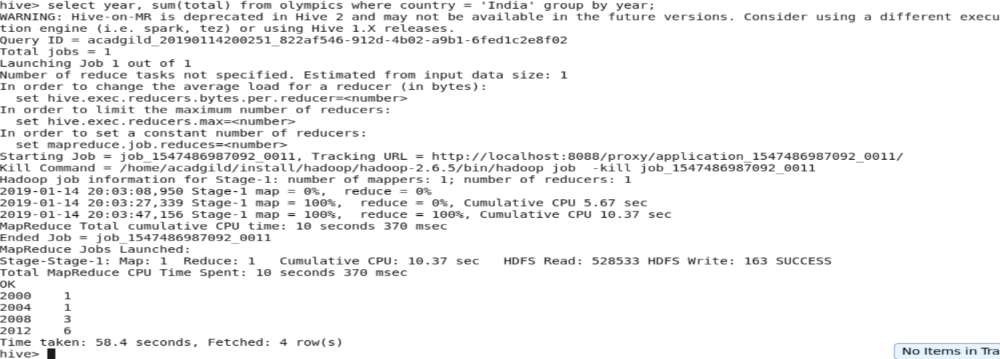 hive> select year, sum(total) from olympics where country = 'India' group by year;
WARNING: Hive-on-MR is deprecated in Hive 2 and may not be available in the future versions. Consider using a different execu
tion engine (i.e. spark, tez) or using Hive 1.X releases.
Query ID = acadgild_20190114200251_822af546-912d-4b02-a9b1-6fed1c2e8f02
Total jobs = 1
Launching Job 1 out of 1
Number of reduce tasks not specified. Estimated from input data size: 1
In order to change the average load for a reducer (in bytes):
  set hive.exec.reducers.bytes.per.reducer=<number>
In order to limit the maximum number of reducers:
  set hive.exec.reducers.max=<number>
In order to set a constant number of reducers:
  set mapreduce.job.reduces=<number>
Starting Job = job_1547486987092_0011, Tracking URL = http://localhost:8088/proxy/application_1547486987092_0011/
Kill Command = /home/acadgild/install/hadoop/hadoop-2.6.5/bin/hadoop job  -kill job_1547486987092_0011
Hadoop job information for Stage-1: number of mappers: 1; number of reducers: 1
2019-01-14 20:03:08,950 Stage-1 map = 0%,  reduce = 0%
2019-01-14 20:03:27,339 Stage-1 map = 100%,  reduce = 0%, Cumulative CPU 5.67 sec
2019-01-14 20:03:47,156 Stage-1 map = 100%,  reduce = 100%, Cumulative CPU 10.37 sec
MapReduce Total cumulative CPU time: 10 seconds 370 msec
Ended Job = job_1547486987092_0011
MapReduce Jobs Launched:
Stage-Stage-1: Map: 1  Reduce: 1   Cumulative CPU: 10.37 sec   HDFS Read: 528533 HDFS Write: 163 SUCCESS
Total MapReduce CPU Time Spent: 10 seconds 370 msec
OK
2000    1
2004    1
2008    3
2012    6
Time taken: 58.4 seconds, Fetched: 4 row(s)
hive>
No Items in Tra